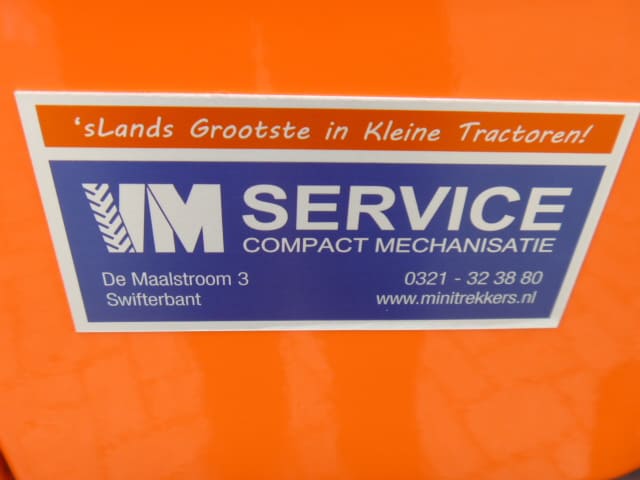 'sLands Grootste in Kleine Tractoren!
VM SERVICE
COMPACT MECHANISATIE
De Maalstroom 3
0321 - 32 38 80
Swifterbant
www.minitrekkers.nl